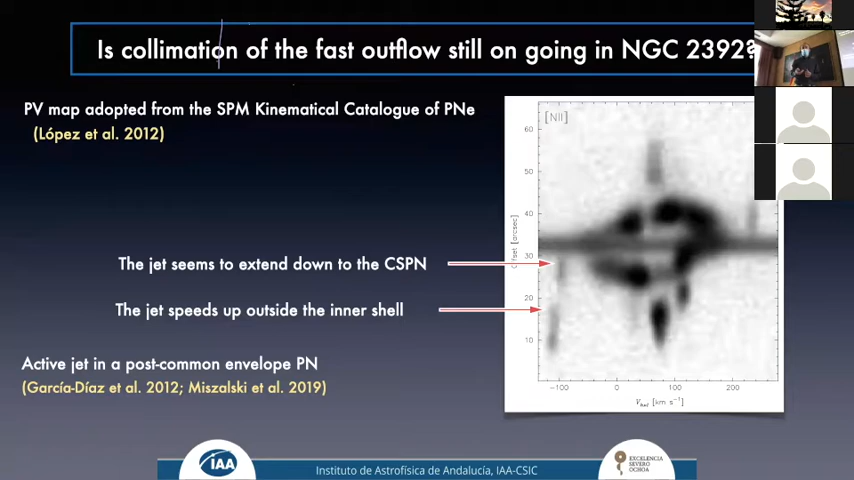 Is collimation of the fast outflow still on going in NGC 2392?
PV map adopted from the SPM Kinematical Catalogue of PNe
(López et al. 2012)
[NII]
60
50
40
30
20
10
Offset [arcsec]
-100
0
100
200
[km s⁻¹]
The jet seems to extend down to the CSPN
The jet speeds up outside the inner shell
Active jet in a post-common envelope PN
(García-Díaz et al. 2012; Miszalski et al. 2019)
IAA
Instituto de Astrofísica de Andalucía, IAA-CSIC
EXCELENCIA
SEVERO
OCHOA